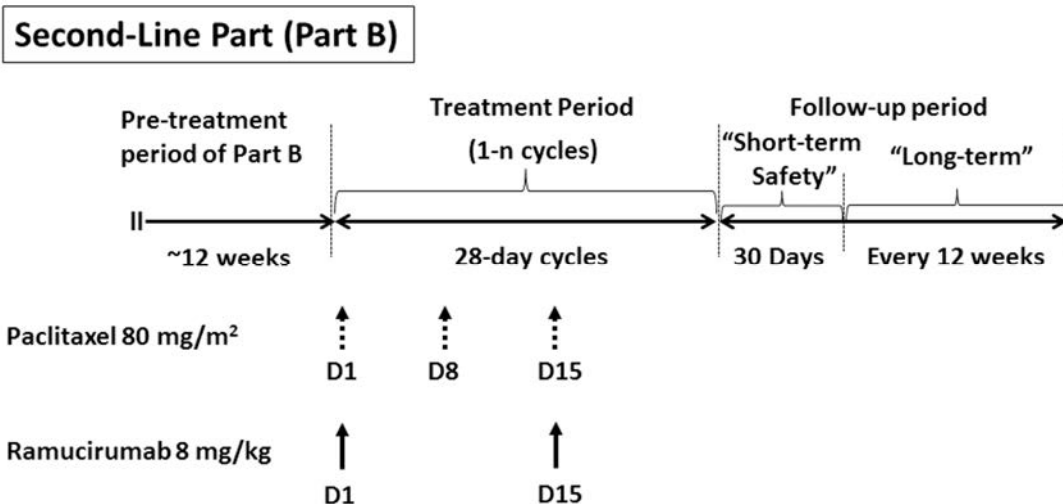 Second-Line Part (Part B)
Pre-treatment
period of Part B
Treatment Period
(1-n cycles)
Follow-up period
“Short-term
Safety”
“Long-term”
~12 weeks
28-day cycles
30 Days
Every 12 weeks
Paclitaxel 80 mg/m²
D1
D8
D15
Ramucirumab 8 mg/kg
D1
D15